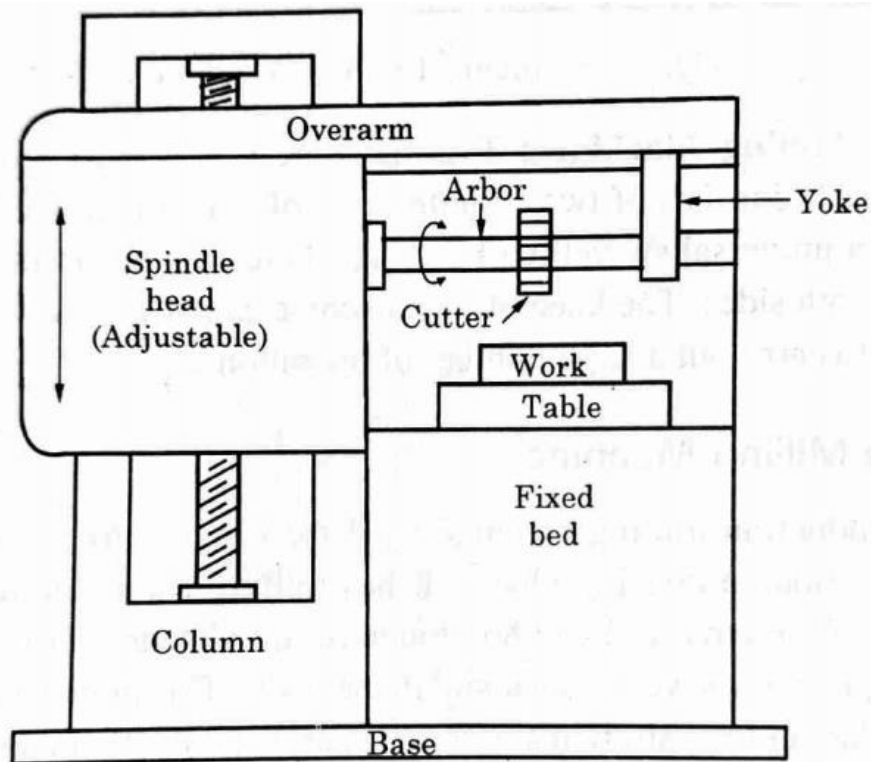 Overarm
Arbor
Yoke
Spindle
head
(Adjustable)
Cutter
Work
Table
Fixed
bed
Column
Base